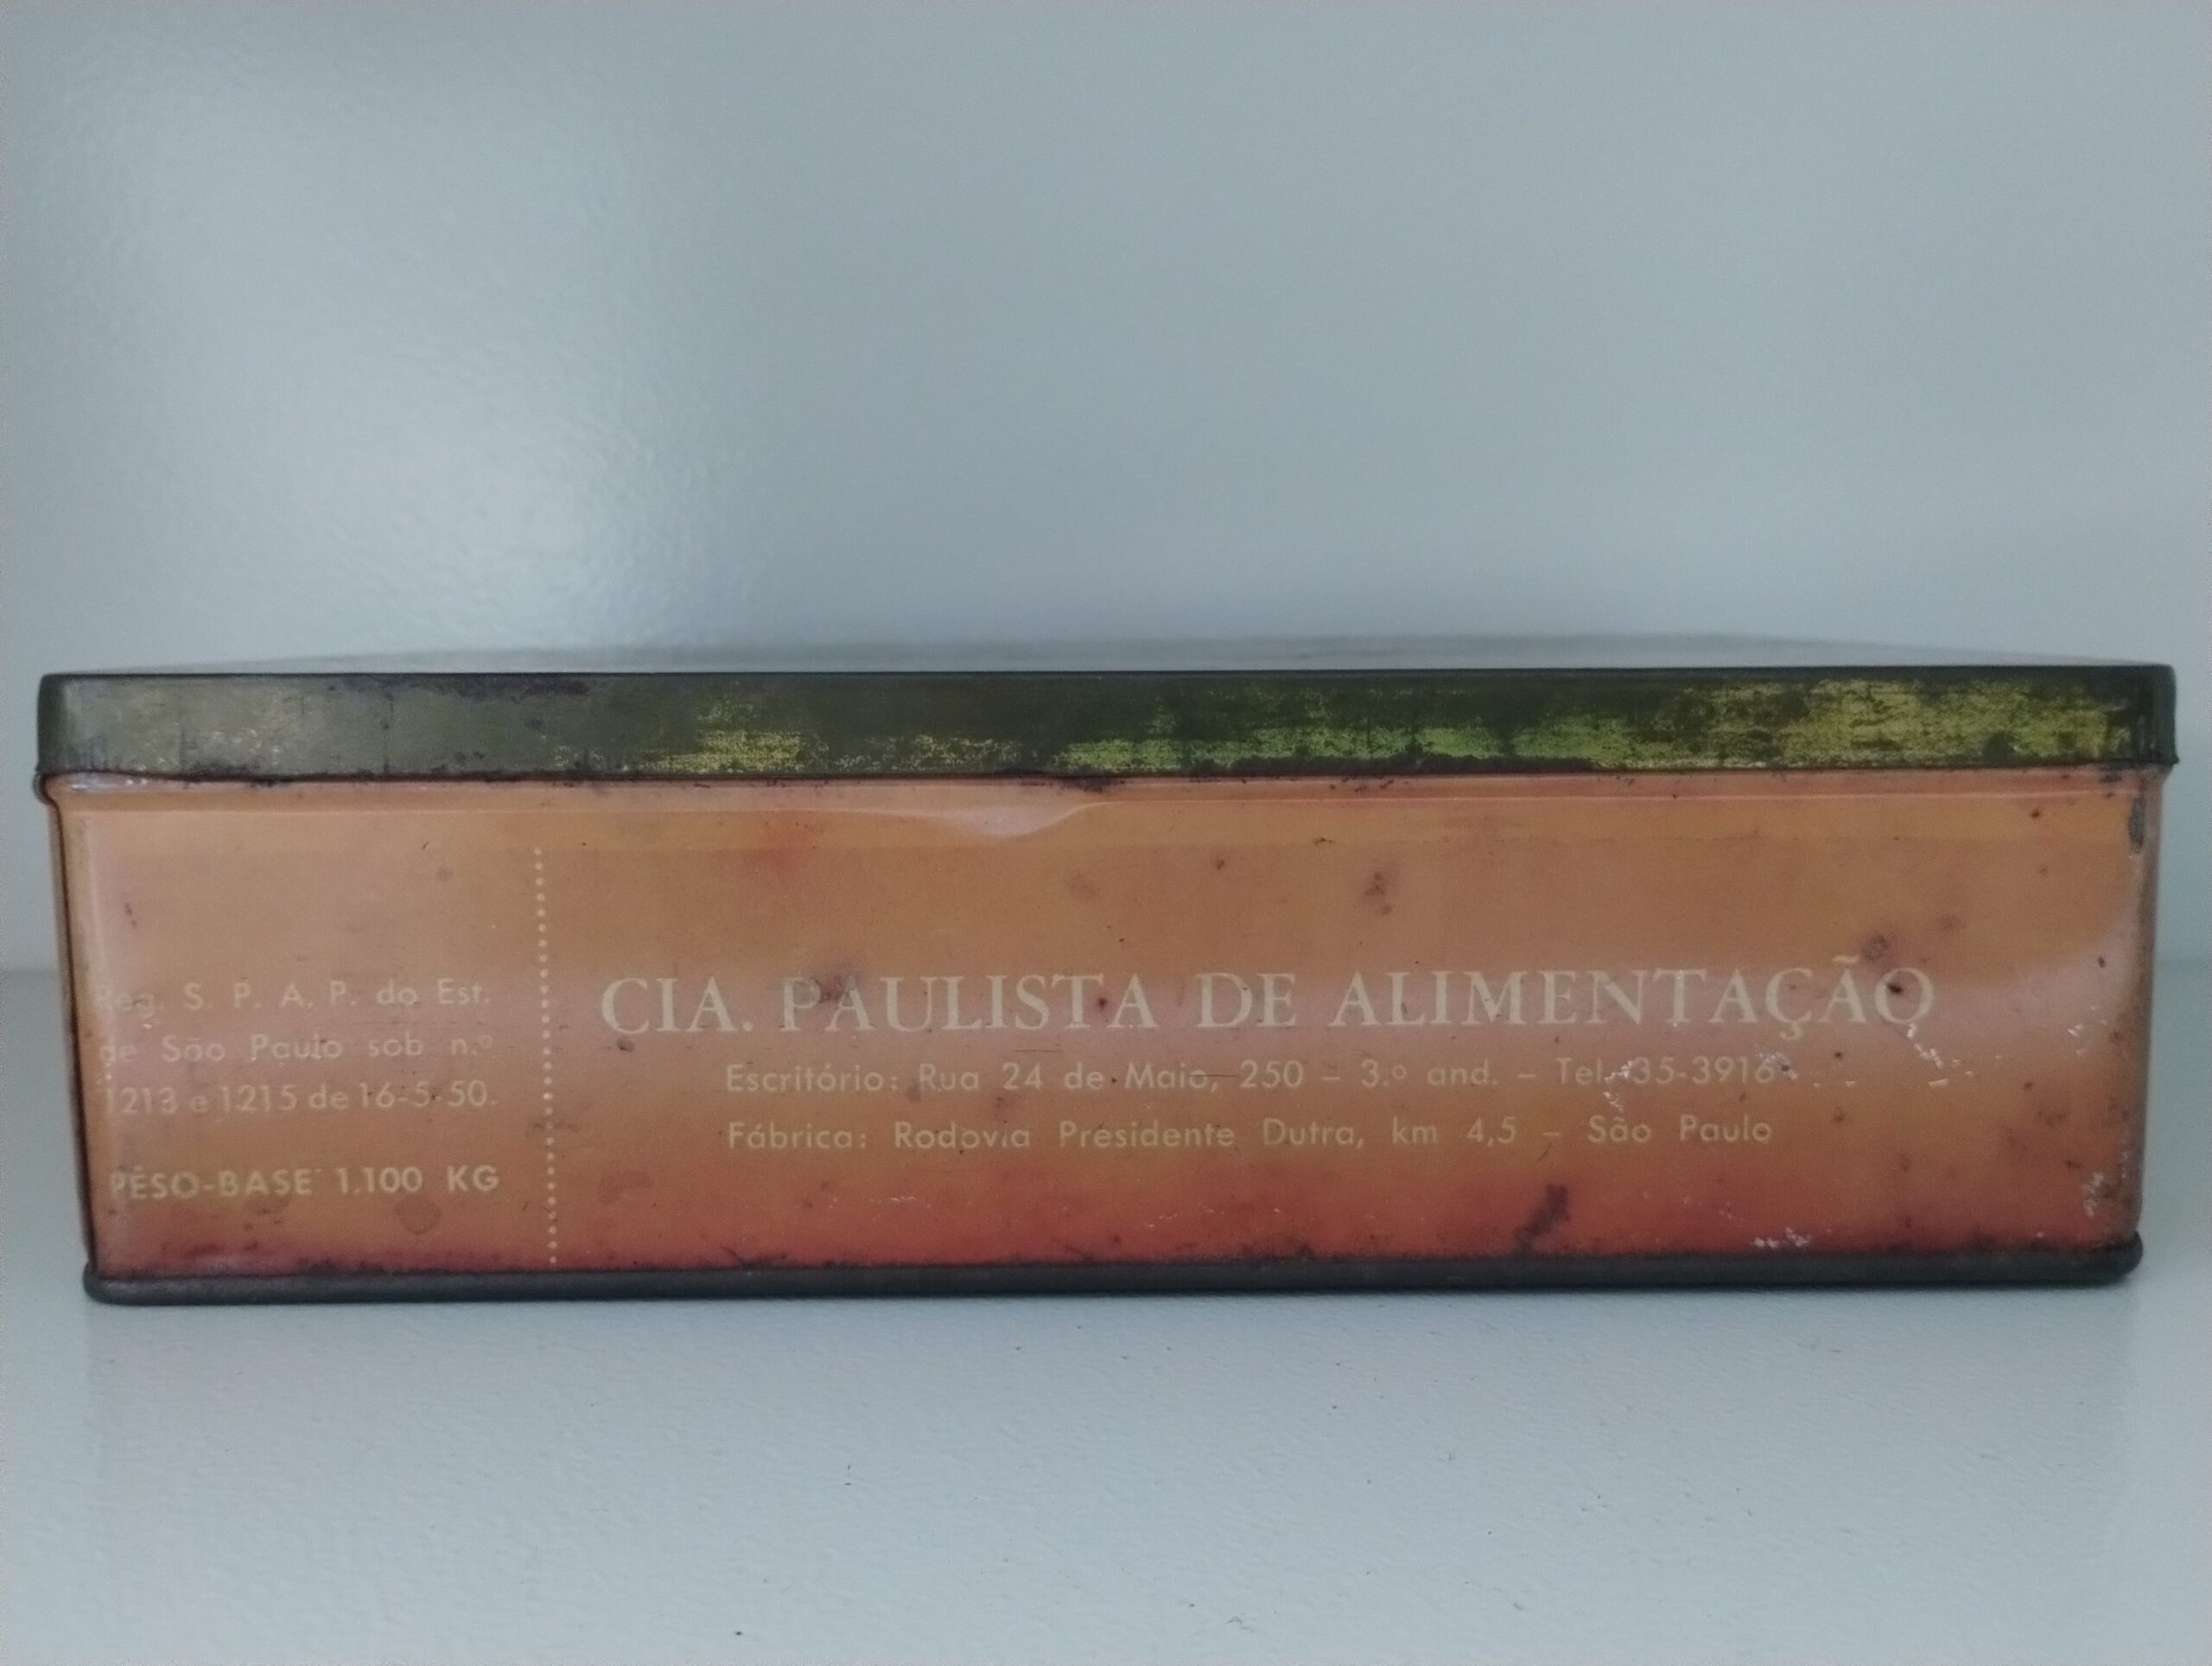 Reg. S. P. A. P. do Est.
de São Paulo sob n.º
1213 e 1215 de 16-5-50.
PÊSO-BASE 1.100 KG
CIA. PAULISTA DE ALIMENTAÇÃO
Escritório: Rua 24 de Maio, 250 – 3.º and. – Tel. 35-3916
Fábrica: Rodovia Presidente Dutra, km 4,5 – São Paulo